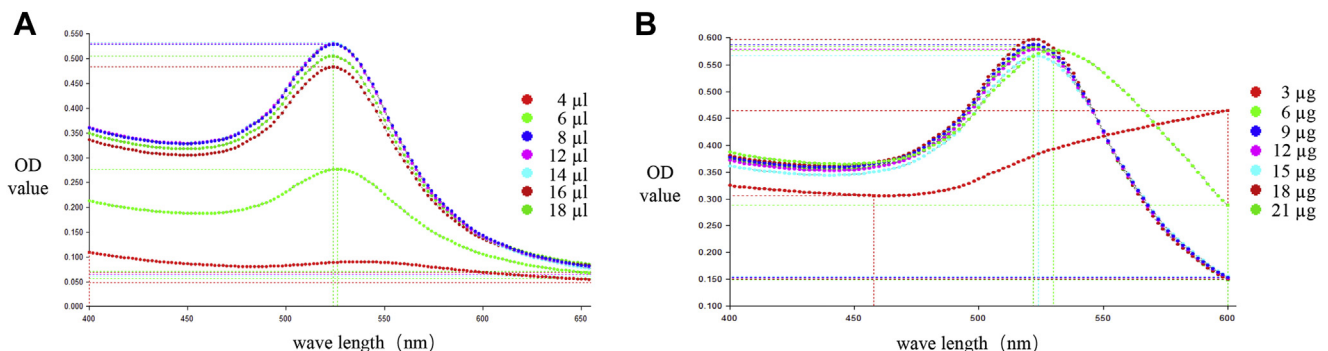 A
0.550
0.500
0.450
0.400
0.350
0.300
0.250
0.200
0.150
0.100
0.050
0.000
OD
value
400
450
500
550
600
650
wave length (nm)
4 µl
6 µl
8 µl
12 µl
14 µl
16 µl
18 µl
B
0.600
0.550
0.500
0.450
0.400
0.350
0.300
0.250
0.200
0.150
0.100
OD
value
400
450
500
550
600
wave length (nm)
3 µg
6 µg
9 µg
12 µg
15 µg
18 µg
21 µg